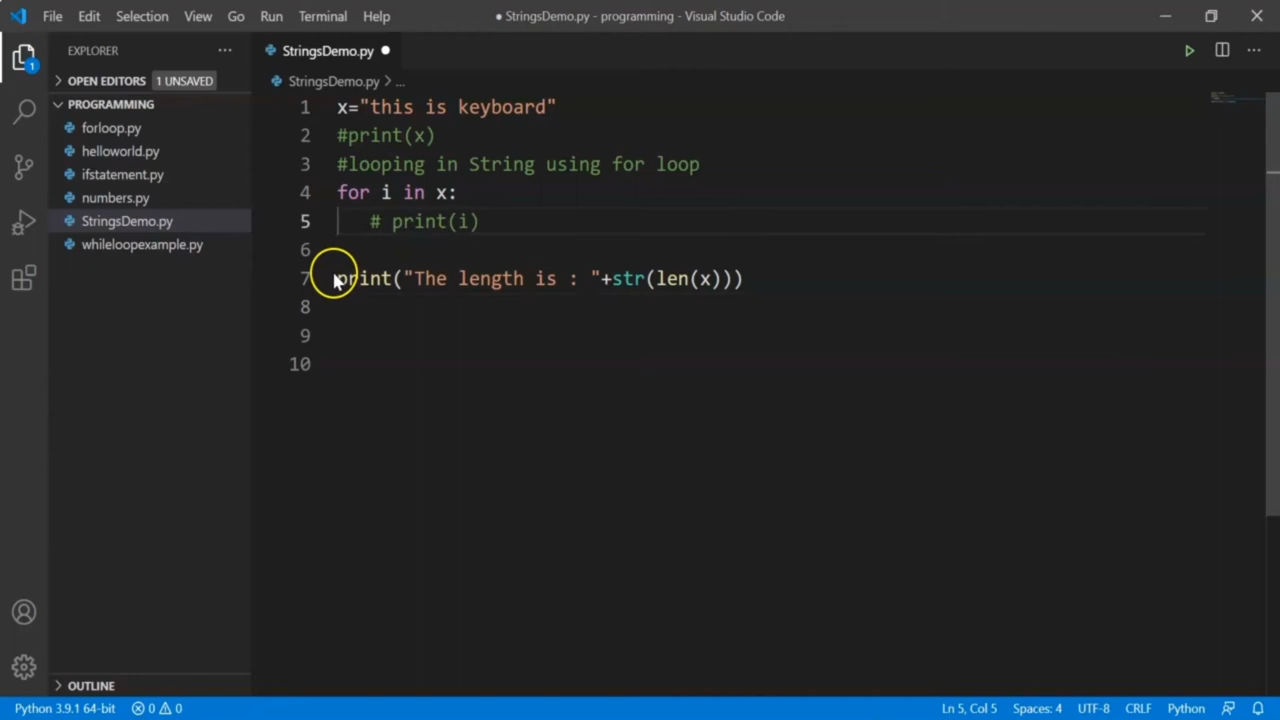 File Edit Selection View Go Run Terminal Help ● StringsDemo.py - programming - Visual Studio Code
EXPLORER ···
StringsDemo.py ●
1
OPEN EDITORS 1 UNSAVED
StringsDemo.py > ...
PROGRAMMING
forloop.py
helloworld.py
ifstatement.py
numbers.py
StringsDemo.py
whileloopexample.py
1 x="this is keyboard"
2 #print(x)
3 #looping in String using for loop
4 for i in x:
5 # print(i)
6
7 print("The length is : "+str(len(x)))
8
9
10
OUTLINE
Python 3.9.1 64-bit 0 0 Ln 5, Col 5 Spaces: 4 UTF-8 CRLF Python